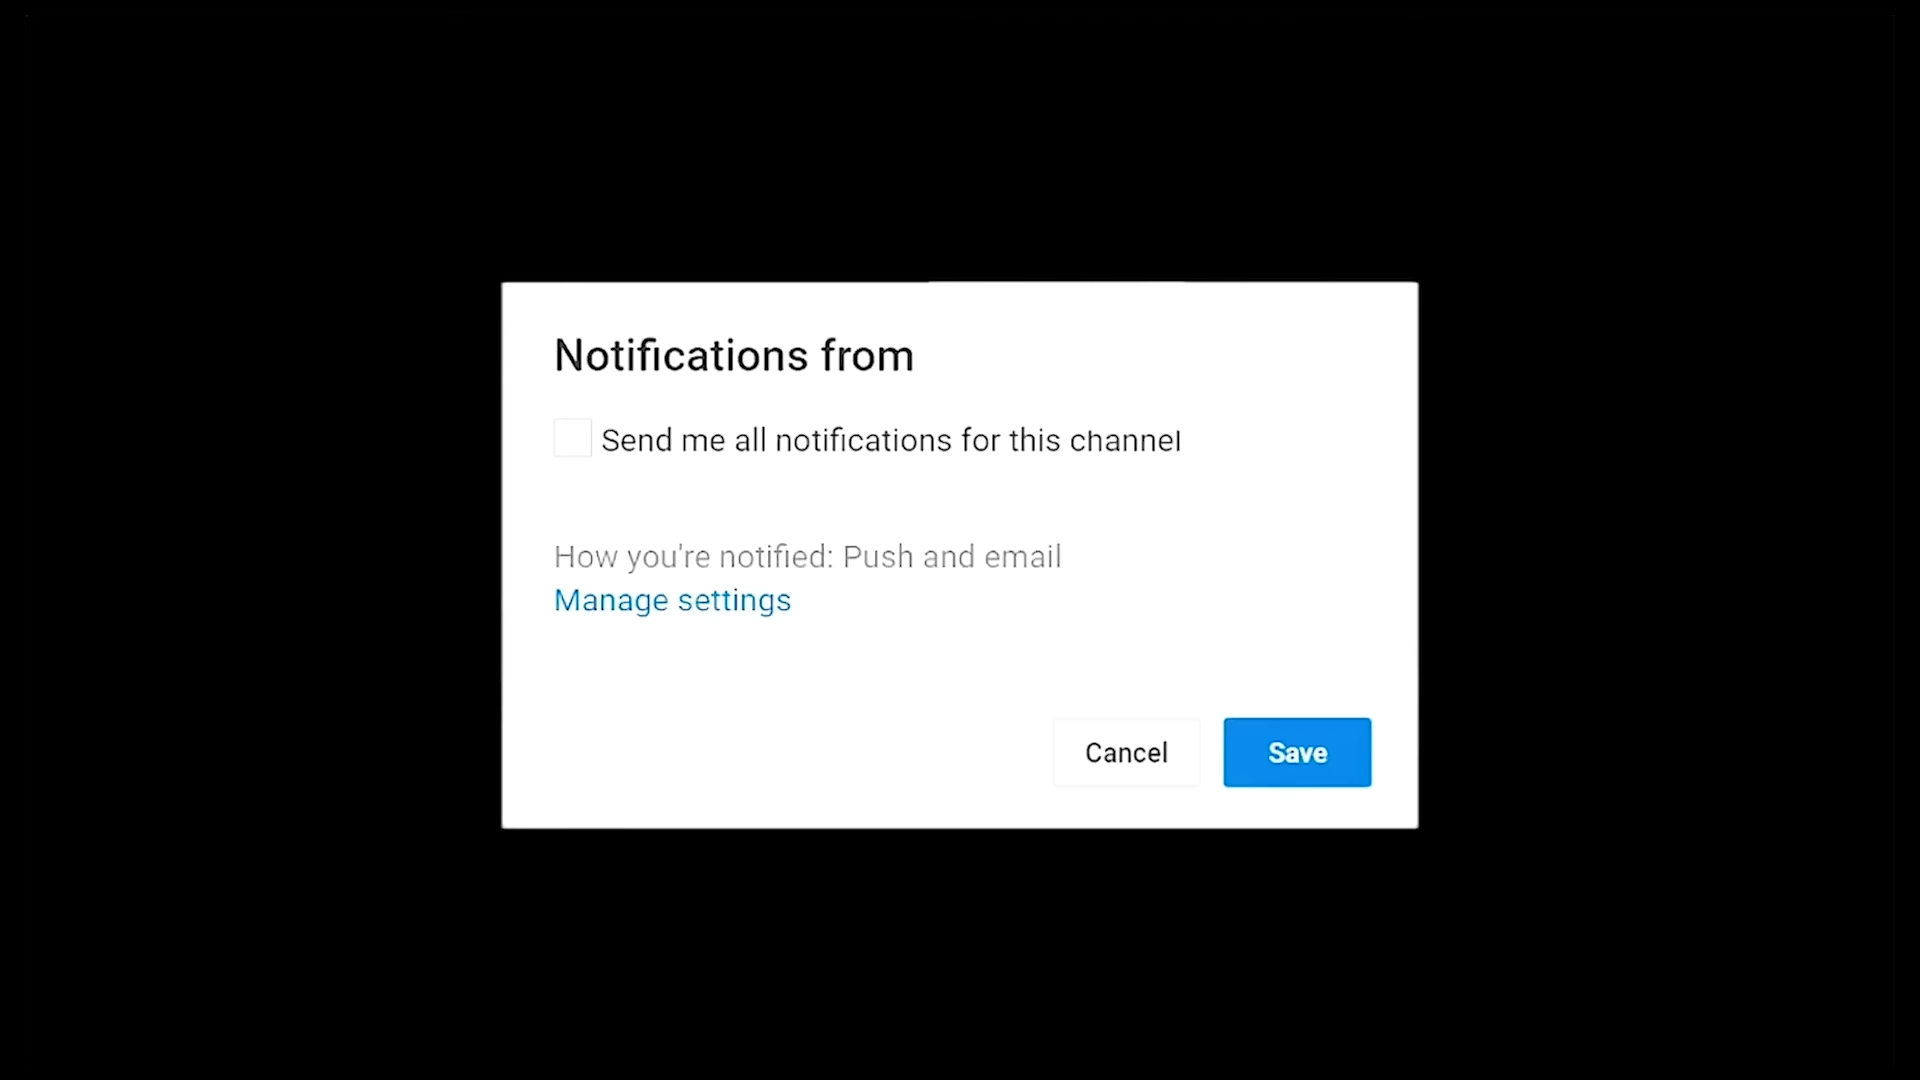 Notifications from
Send me all notifications for this channel
How you're notified: Push and email
Manage settings
Cancel
Save